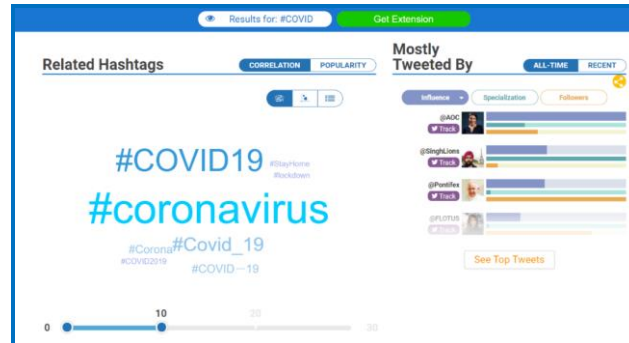 Results for: #COVID
Get Extension
Related Hashtags
CORRELATION
POPULARITY
#COVID19
#StayHome
#lockdown
#coronavirus
#Corona
#Covid_19
#COVID2019
#COVID—19
0
10
20
30
Mostly
Tweeted By
ALL-TIME
RECENT
Influence
Specialization
Followers
@AOC
Track
@SinghLions
Track
@Pontifex
Track
@FLOTUS
Track
See Top Tweets